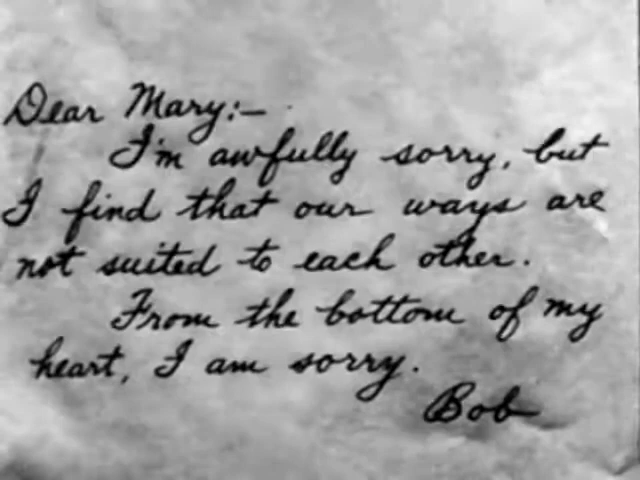 Dear Mary:—
I'm awfully sorry, but
I find that our ways are
not suited to each other.
From the bottom of my
heart, I am sorry.
Bob